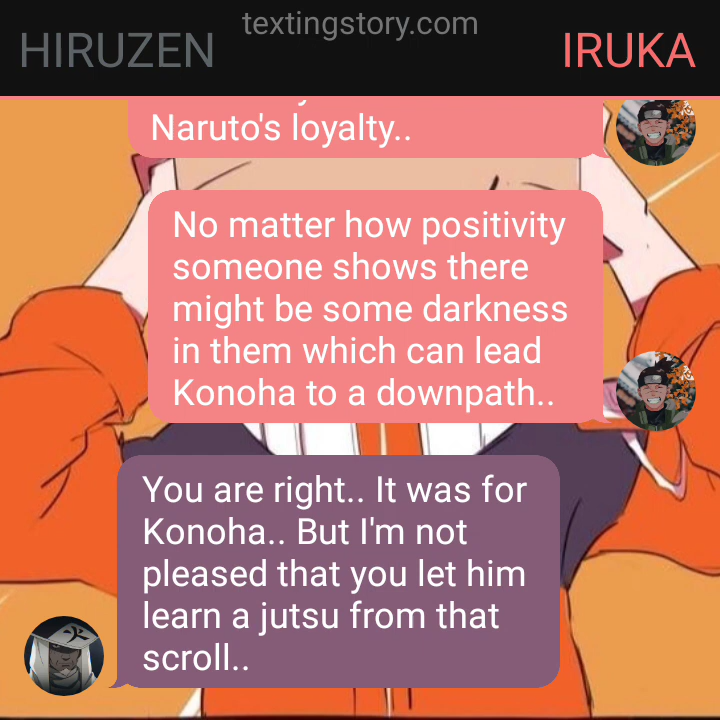 textingstory.com
HIRUZEN
IRUKA
Naruto's loyalty..
No matter how positivity
someone shows there
might be some darkness
in them which can lead
Konoha to a downpath..
You are right.. It was for
Konoha.. But I'm not
pleased that you let him
learn a jutsu from that
scroll..